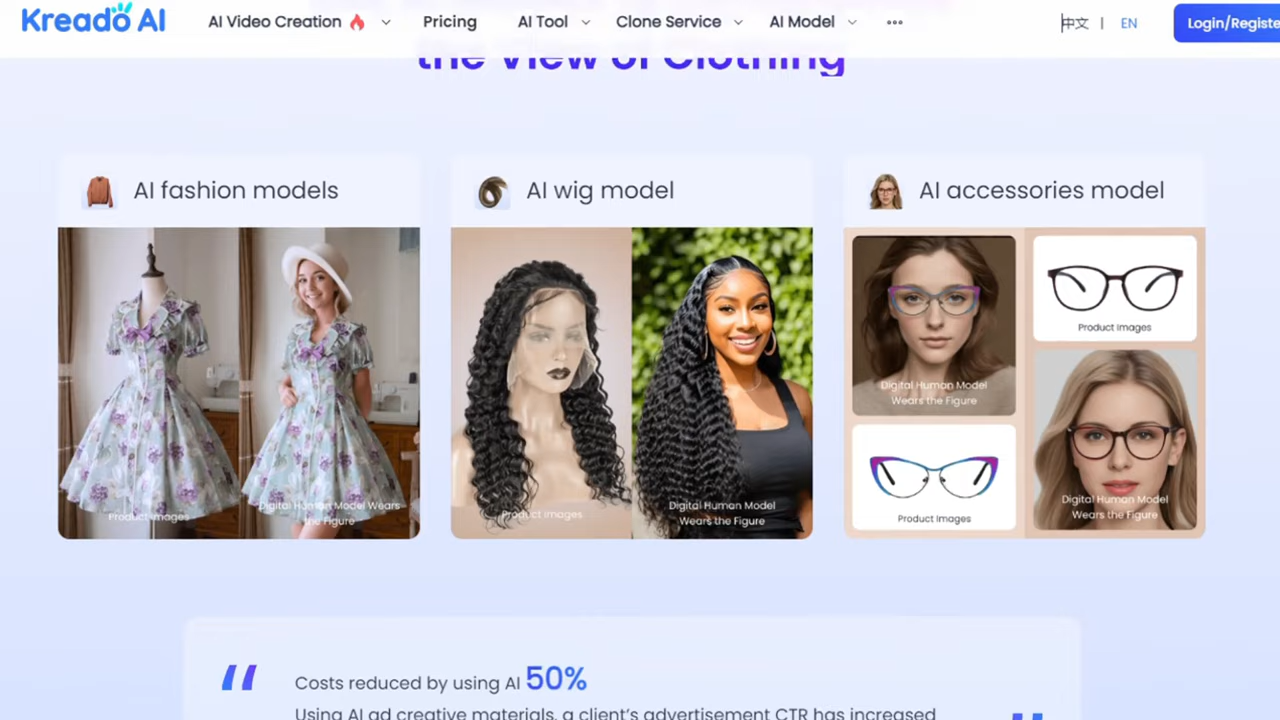 Kreado AI
AI Video Creation
Pricing
AI Tool
Clone Service
AI Model
中文 | EN
Login/Registe
the View of Clothing
AI fashion models
AI wig model
AI accessories model
Product Images
Digital Human Model Wears
the Figure
Product Images
Digital Human Model
Wears the Figure
Digital Human Model
Wears the Figure
Product Images
Product Images
Digital Human Model
Wears the Figure
Costs reduced by using AI 50%
Using AI ad creative materials, a client's advertisement CTR has increased